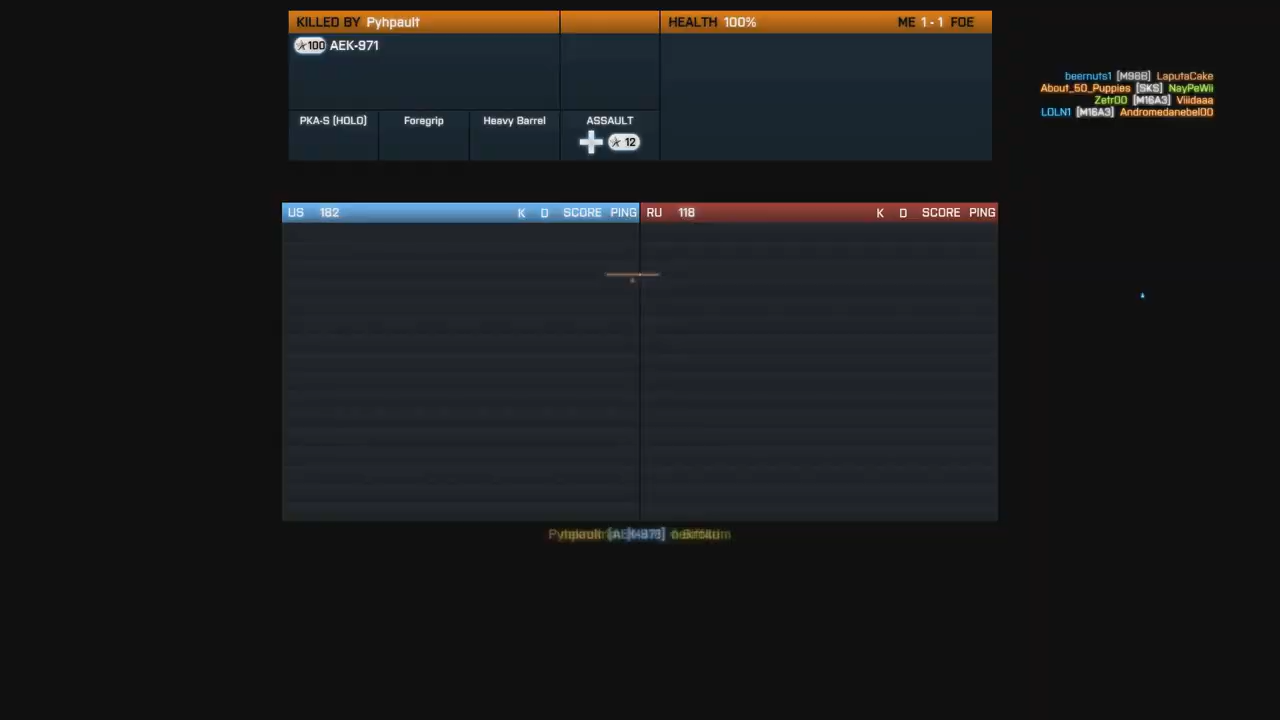 KILLED BY Pyhpault
HEALTH 100%
ME 1 - 1 FOE
100 AEK-971
PKA-S [HOLO]
Foregrip
Heavy Barrel
ASSAULT
12
beernuts1 [M98B] LaputaCake
About_50_Puppies [SKS] NayPeWii
Zetr00 [M16A3] Viiidaaa
LOLN1 [M16A3] Andromedanebel00
US 182 K D SCORE PING
RU 118 K D SCORE PING